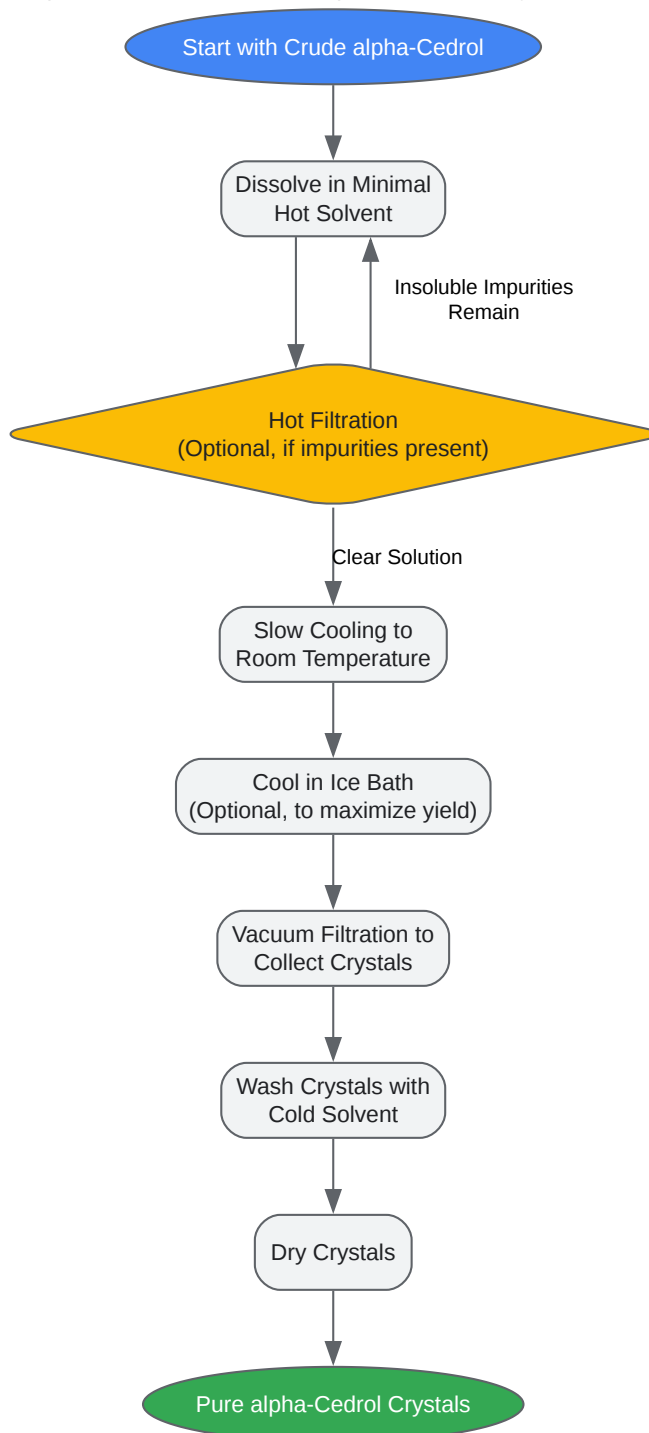 Start with Crude alpha-Cedrol
Dissolve in Minimal
Hot Solvent
Insoluble Impurities
Remain
Hot Filtration
(Optional, if impurities present)
Clear Solution
Slow Cooling to
Room Temperature
Cool in Ice Bath
(Optional, to maximize yield)
Vacuum Filtration to
Collect Crystals
Wash Crystals with
Cold Solvent
Dry Crystals
Pure alpha-Cedrol Crystals